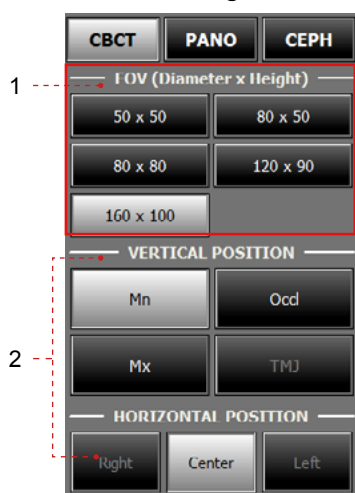 CBCT PANO CEPH
1 FOV (Diameter x Height)
50 x 50 80 x 50
80 x 80 120 x 90
160 x 100
VERTICAL POSITION
Mn Occl
2 Mx TMJ
HORIZONTAL POSITION
Right Center Left